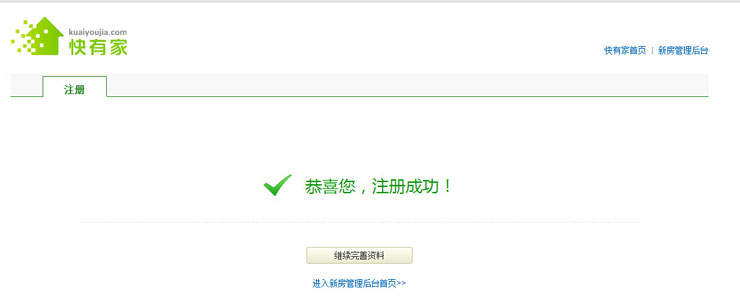 kuaiyoujia.com
快有家
快有家首页 | 新房管理后台
注册
恭喜您，注册成功！
继续完善资料
进入新房管理后台首页>>